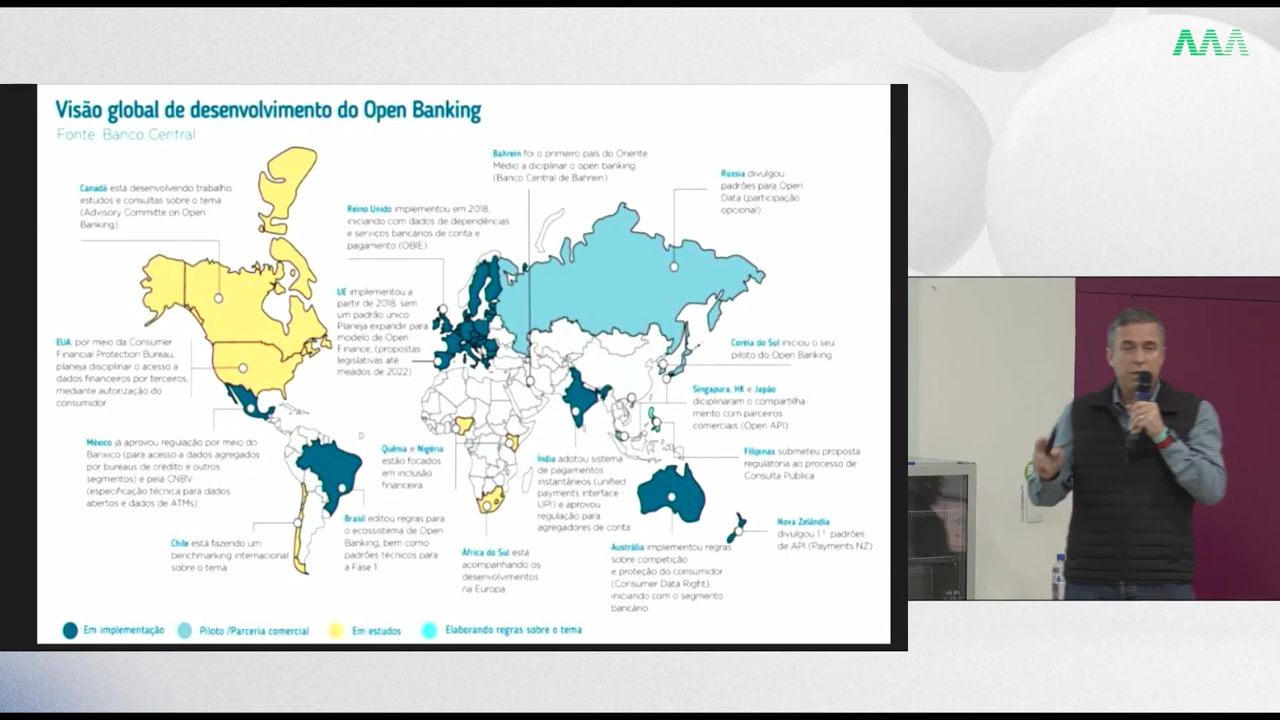 Visão global de desenvolvimento do Open Banking
Fonte: Banco Central
Canadá está desenvolvendo trabalho,
estudos e consultas sobre o tema
(Advisory Committe on Open
Banking)
Reino Unido implementou em 2018,
iniciando com dados de dependências
e serviços bancários de conta e
pagamento (OBIE)
Bahrein foi o primeiro país do Oriente
Médio a diciplinar o open banking
(Banco Central de Bahrein)
Rússia divulgou
padrões para Open
Data (participação
opcional)
UE implementou a
partir de 2018, sem
um padrão único
Planeja expandir para
modelo de Open
Finance, (propostas
legislativas até
meados de 2022)
EUA, por meio da Consumer
Financial Protection Bureau,
planeja disciplinar o acesso a
dados financeiros por terceiros,
mediante autorização do
consumidor
Coréia do Sul iniciou o seu
piloto do Open Banking
Singapura, HK e Japão
diciplinaram o compartilha-
mento com parceiros
comerciais (Open API)
México já aprovou regulação por meio do
Banxico (para acesso a dados agregados
por bureaus de crédito e outros
segmentos) e pela CNBV
(especificação técnica para dados
abertos e dados de ATMs)
Quênia e Nigéria
estão focados
em inclusão
financeira
Índia adotou sistema
de pagamentos
instantâneos (unified
payments interface -
UPI) e aprovou
regulação para
agregadores de conta
Filipinas submeteu proposta
regulatória ao processo de
Consulta Publica
Chile está fazendo um
benchmarking internacional
sobre o tema
Brasil editou regras para
o ecossistema de Open
Banking, bem como
padrões técnicos para
a Fase 1
África do Sul está
acompanhando os
desenvolvimentos
na Europa
Austrália implementou regras
sobre competição
e proteção do consumidor
(Consumer Data Right),
iniciando com o segmento
bancário
Nova Zelândia
divulgou 1ºˢ padrões
de API (Payments NZ)
Em implementação
Piloto /Parceria comercial
Em estudos
Elaborando regras sobre o tema